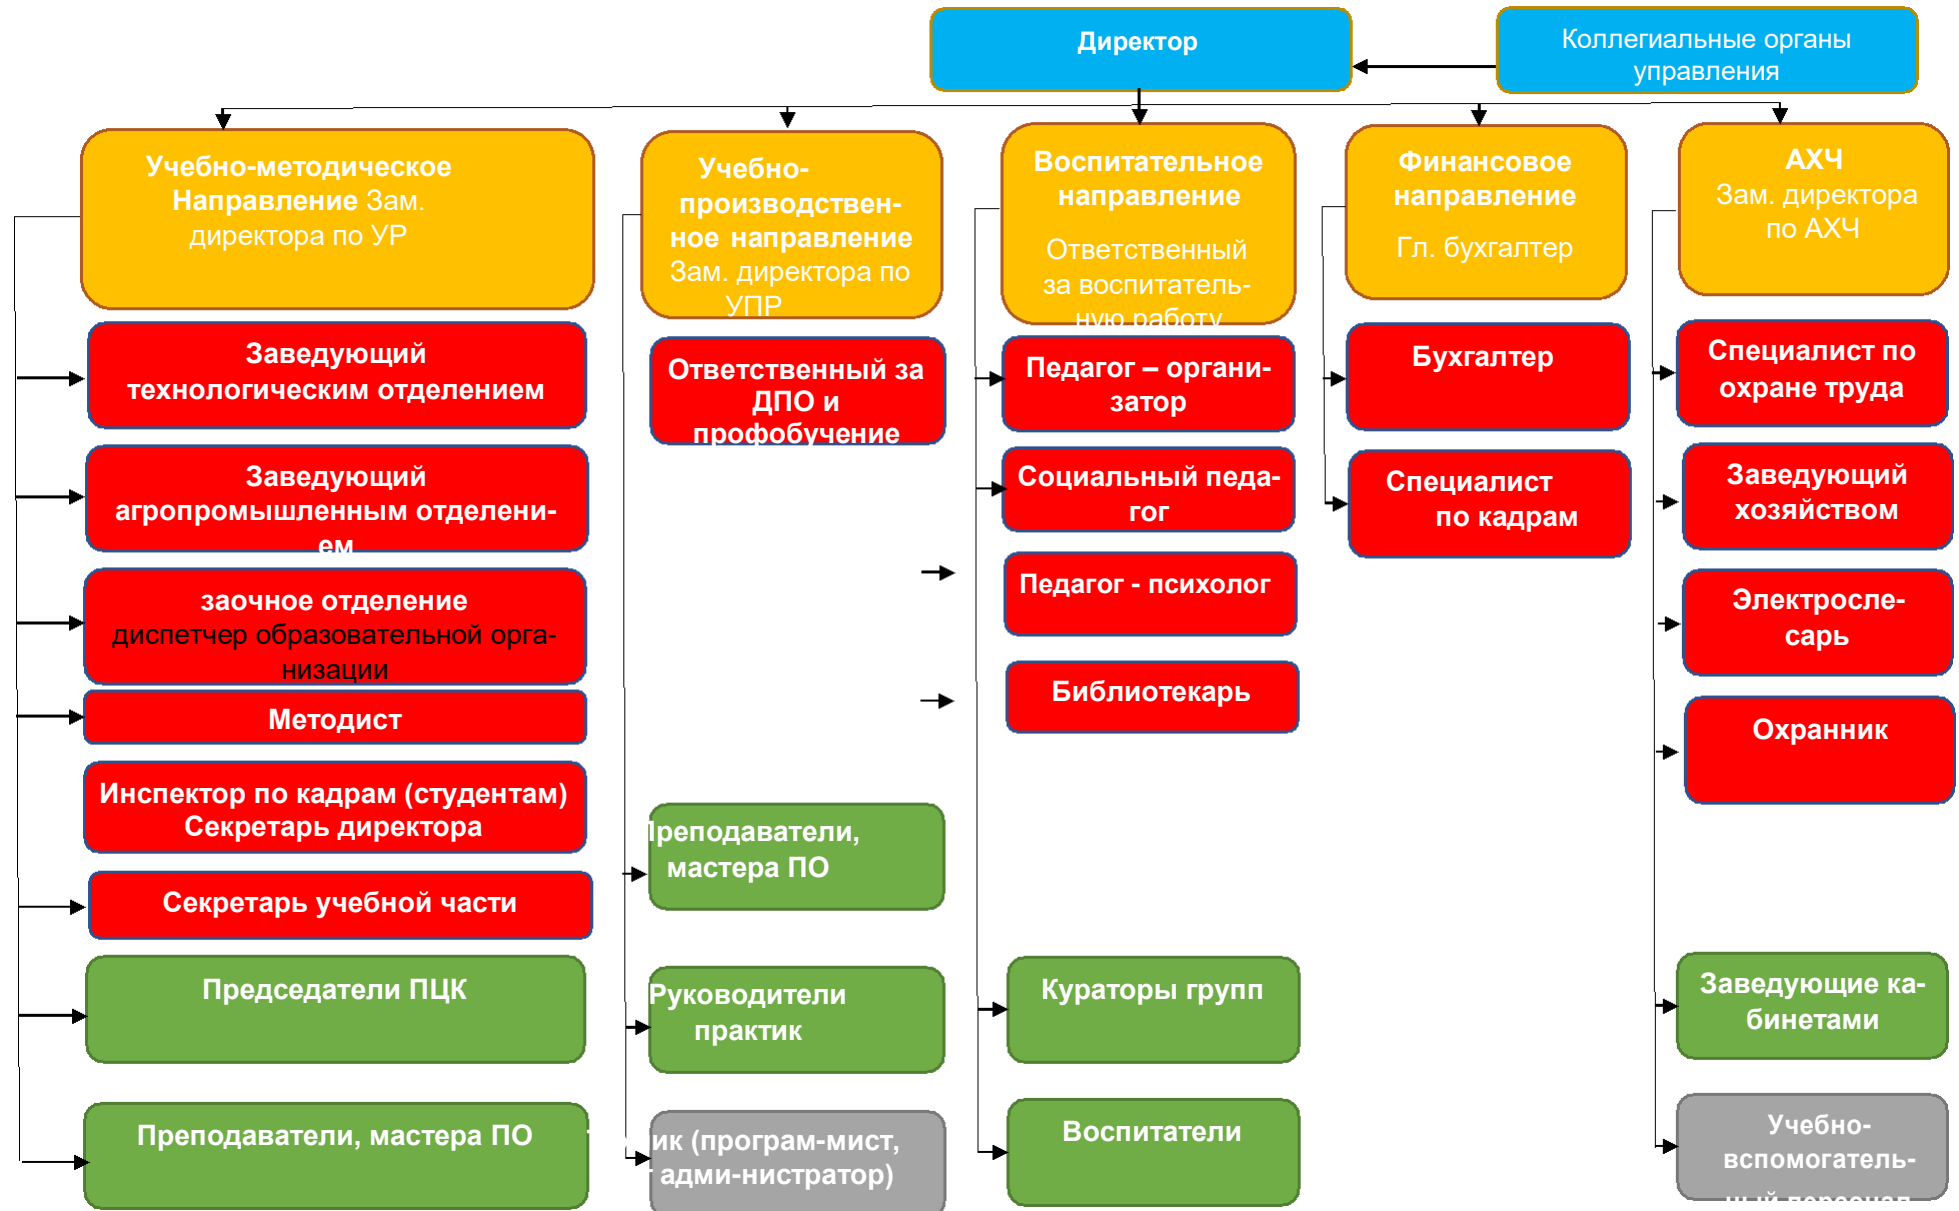 Директор
Коллегиальные органы
управления
Учебно-методическое
Направление Зам.
директора по УР
Заведующий
технологическим отделением
Заведующий
агропромышленным отделени-
ем
заочное отделение
диспетчер образовательной орга-
низации
Методист
Инспектор по кадрам (студентам)
Секретарь директора
Секретарь учебной части
Председатели ПЦК
Преподаватели, мастера ПО
Учебно-
производствен-
ное направление
Зам. директора по
УПР
Ответственный за
ДПО и
профобучение
Преподаватели,
мастера ПО
Руководители
практик
(програм-мист,
адми-нистратор)
Воспитательное
направление
Ответственный
за воспитатель-
ную работу
Педагог – органи-
затор
Социальный педа-
гог
Педагог - психолог
Библиотекарь
Кураторы групп
Воспитатели
Финансовое
направление
Гл. бухгалтер
Бухгалтер
Специалист
по кадрам
АХЧ
Зам. директора
по АХЧ
Специалист по
охране труда
Заведующий
хозяйством
Электросле-
сарь
Охранник
Заведующие ка-
бинетами
Учебно-
вспомогатель-
ный персонал